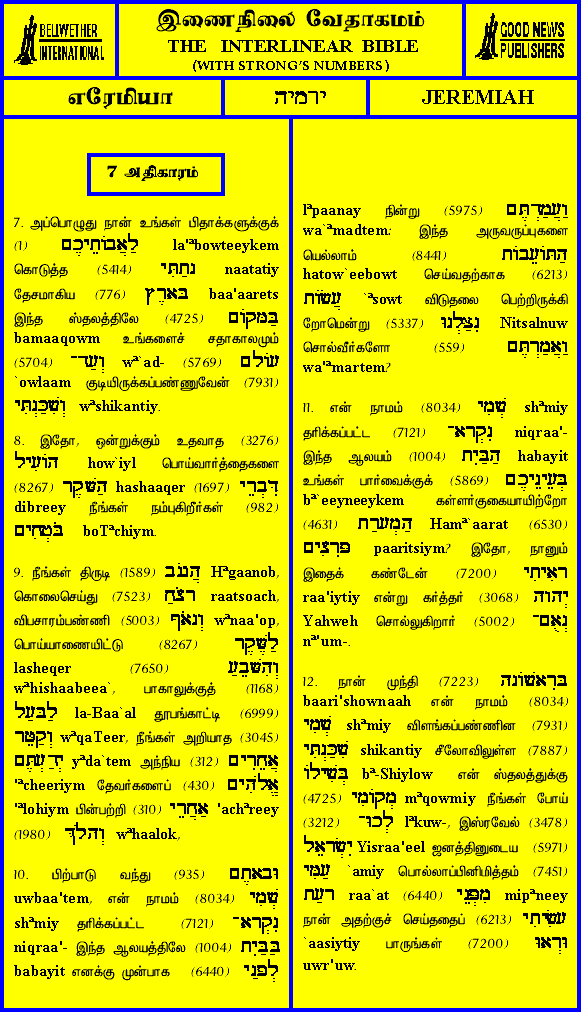 BELLWETHER
INTERNATIONAL
இணைநிலை வேதாகமம்
THE INTERLINEAR BIBLE
(WITH STRONG'S NUMBERS)
GOOD NEWS
PUBLISHERS
எரேமியா
ירמיה
JEREMIAH
7 அதிகாரம்
7. அப்பொழுது நான் உங்கள் பிதாக்களுக்குக்
(1) לַאֲבוֹתֵיכֶם la'ᵃbowteeykem
கொடுத்த (5414) נָתַתִּי naatatiy
தேசமாகிய (776) בָּאָרֶץ baa'aarets
இந்த ஸ்தலத்திலே (4725) בַּמָּקוֹם
bamaaqowm உங்களைச் சதாகாலமும்
(5704) וְעַד־ wᵃ`ad- (5769) עוֹלָם
`owlaam குடியிருக்கப்பண்ணுவேன் (7931)
וְשִׁכַּנְתִּי wᵃshikantiy.
8. இதோ, ஒன்றுக்கும் உதவாத (3276)
הוֹעִיל how`iyl பொய்வார்த்தைகளை
(8267) הַשֶּׁקֶר hashaaqer (1697) דִּבְרֵי
dibreey நீங்கள் நம்புகிறீர்கள் (982)
בֹּטְחִים boTᵃchiym.
9. நீங்கள் திருடி (1589) הֲגָנֹב Hᵃgaanob,
கொலைசெய்து (7523) רָצֹחַ raatsoach,
விபசாரம்பண்ணி (5003) וְנָאֹף wᵃnaa'op,
பொய்யாணையிட்டு (8267) לַשֶּׁקֶר
lasheqer (7650) וְהִשָּׁבֵעַ
wᵃhishaabeea`, பாகாலுக்குத் (1168)
לַבָּעַל la-Baa`al தூபங்காட்டி (6999)
וְקַטֵּר wᵃqaTeer, நீங்கள் அறியாத (3045)
יְדַעְתֶּם yᵃda`tem அந்நிய (312) אֲחֵרִים
'ᵃcheeriym தேவர்களைப் (430) אֱלֹהִים
'ᵉlohiym பின்பற்றி (310) אַחֲרֵי 'achᵃreey
(1980) וְהָלֹךְ wᵃhaalok,
10. பிற்பாடு வந்து (935) וּבָאתֶם
uwbaa'tem, என் நாமம் (8034) שְׁמִי
shᵃmiy தரிக்கப்பட்ட (7121) נִקְרָא־
niqraa'- இந்த ஆலயத்திலே (1004) בַּבַּיִת
babayit எனக்கு முன்பாக (6440) לְפָנַי
lᵃpaanay நின்று (5975) וַעֲמַדְתֶּם
wa`ᵃmadtem: இந்த அருவருப்புகளை
யெல்லாம் (8441) הַתּוֹעֵבוֹת
hatow`eebowt செய்வதற்காக (6213)
עֲשׂוֹת `ᵃsowt விடுதலை பெற்றிருக்கி
றோமென்று (5337) נִצַּלְנוּ Nitsalnuw
சொல்வீர்களோ (559) וַאֲמַרְתֶּם
wa'ᵃmartem?
11. என் நாமம் (8034) שְׁמִי shᵃmiy
தரிக்கப்பட்ட (7121) נִקְרָא־ niqraa'-
இந்த ஆலயம் (1004) הַבַּיִת habayit
உங்கள் பார்வைக்குக் (5869) בְּעֵינֵיכֶם
bᵃ`eeyneeykem கள்ளர்குகையாயிற்றோ
(4631) הַמְעָרַת Hamᵃ`aarat (6530)
פָּרִצִים paaritsiym? இதோ, நானும்
இதைக் கண்டேன் (7200) רָאִיתִי
raa'iytiy என்று கர்த்தர் (3068) יְהוָה
Yahweh சொல்லுகிறார் (5002) נְאֻם־
nᵃ'um-.
12. நான் முந்தி (7223) בָּרִאשׁוֹנָה
baari'shownaah என் நாமம் (8034)
שְׁמִי shᵃmiy விளங்கப்பண்ணின (7931)
שִׁכַּנְתִּי shikantiy சீலோவிலுள்ள (7887)
בְּשִׁילוֹ bᵃ-Shiylow என் ஸ்தலத்துக்கு
(4725) מְקוֹמִי mᵃqowmiy நீங்கள் போய்
(3212) לְכוּ־ lᵃkuw-, இஸ்ரவேல் (3478)
יִשְׂרָאֵל Yisraa'eel ஜனத்தினுடைய (5971)
עַמִּי `amiy பொல்லாப்பினிமித்தம் (7451)
רָעַת raa`at (6440) מִפְּנֵי mipᵃneey
நான் அதற்குச் செய்ததைப் (6213) עָשִׂיתִי
`aasiytiy பாருங்கள் (7200) וּרְאוּ
uwr'uw.